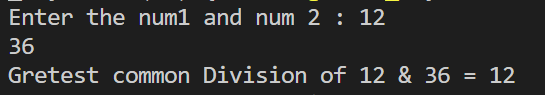 Enter the num1 and num 2 : 12
36
Gretest common Division of 12 & 36 = 12